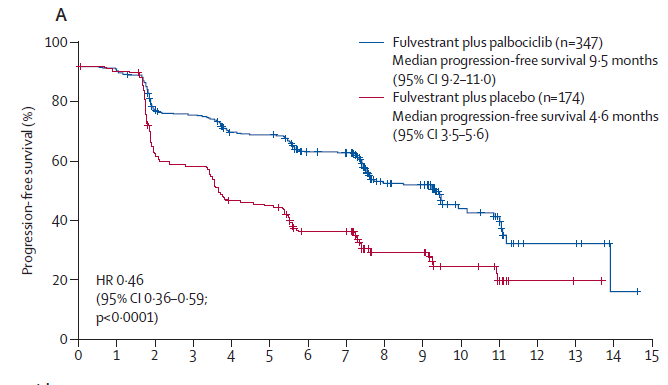 A
Fulvestrant plus palbociclib (n=347)
Median progression-free survival 9·5 months
(95% CI 9·2–11·0)
Fulvestrant plus placebo (n=174)
Median progression-free survival 4·6 months
(95% CI 3·5–5·6)
Progression-free survival (%)
100
80
60
40
20
0
HR 0·46
(95% CI 0·36–0·59;
p<0·0001)
0 1 2 3 4 5 6 7 8 9 10 11 12 13 14 15